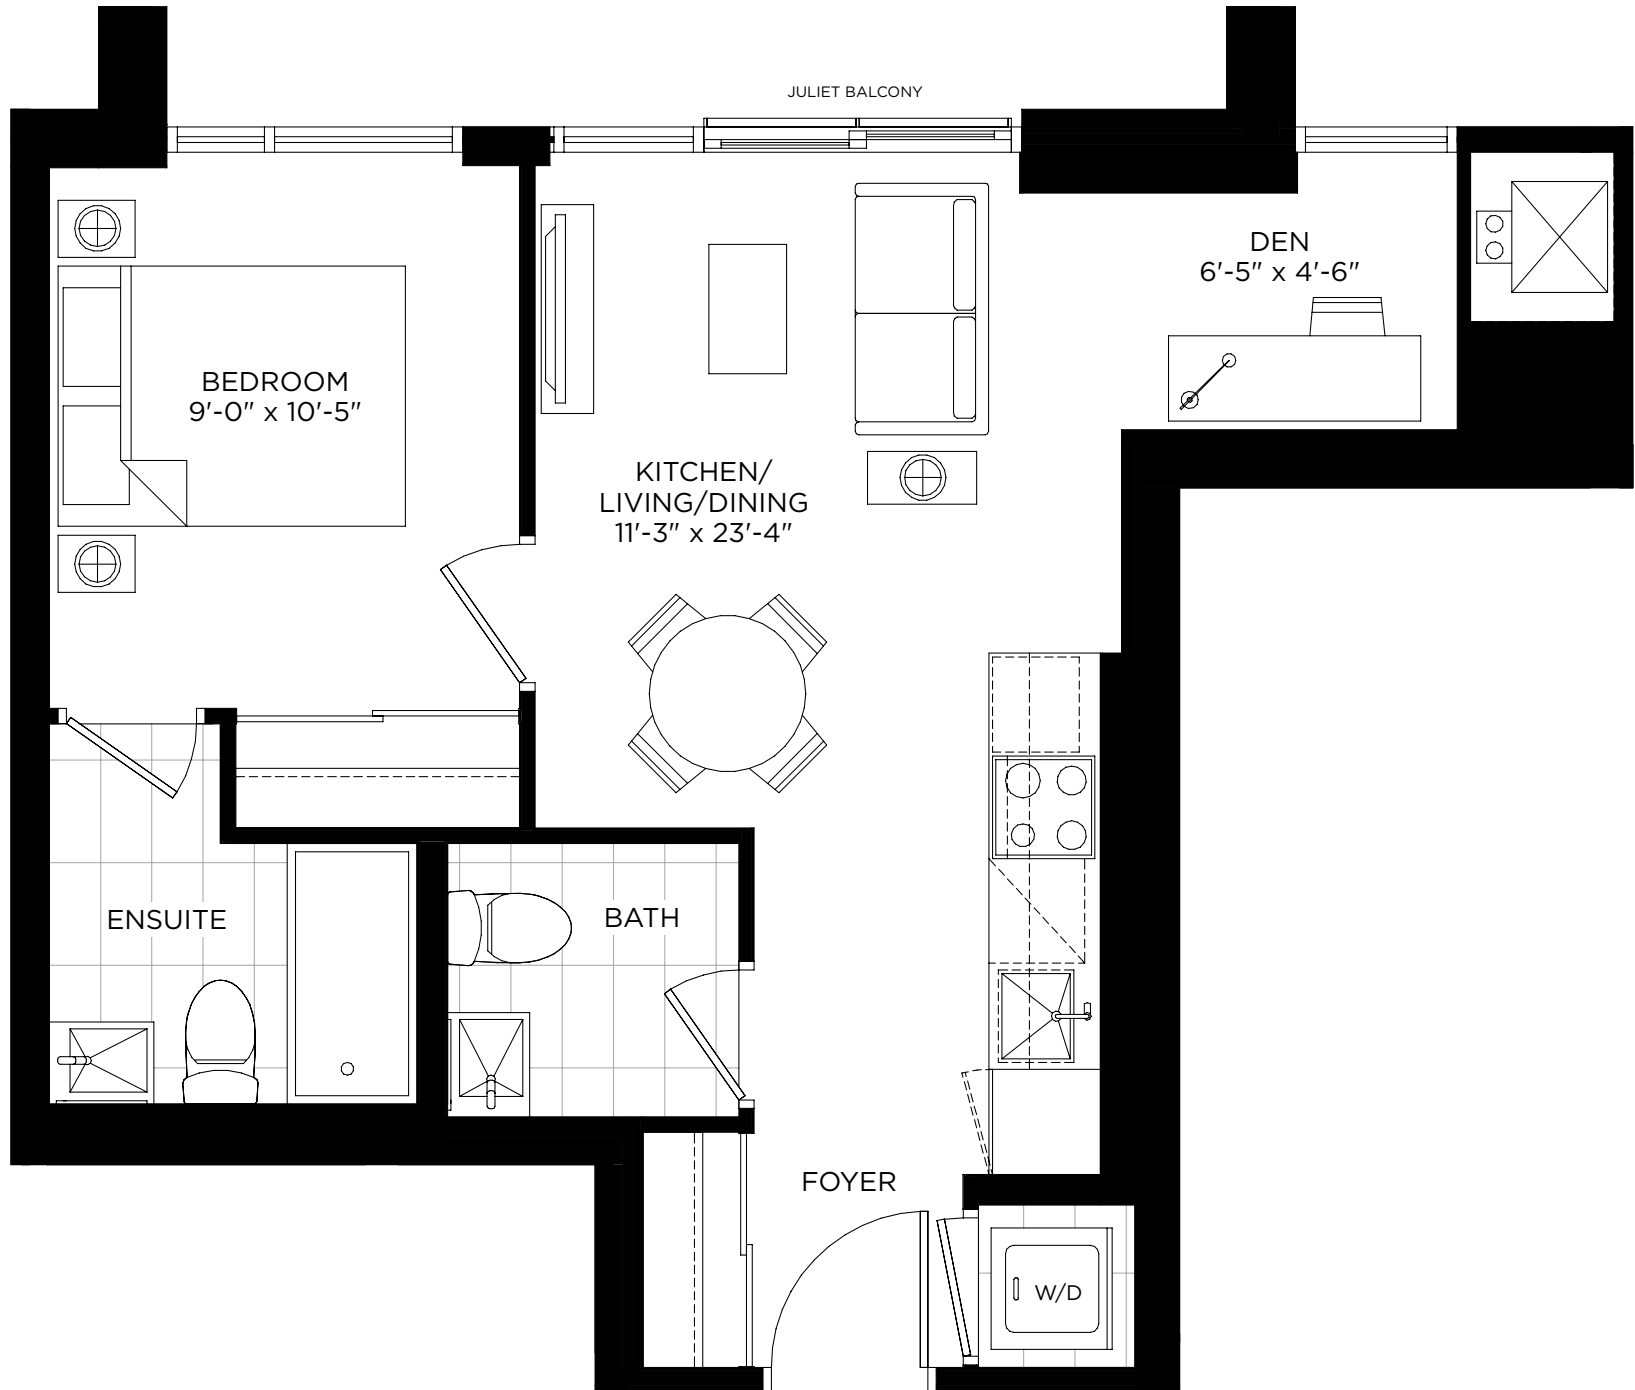 JULIET BALCONY
DEN
6'-5" x 4'-6"
BEDROOM
9'-0" x 10'-5"
KITCHEN/
LIVING/DINING
11'-3" x 23'-4"
ENSUITE
BATH
FOYER
W/D